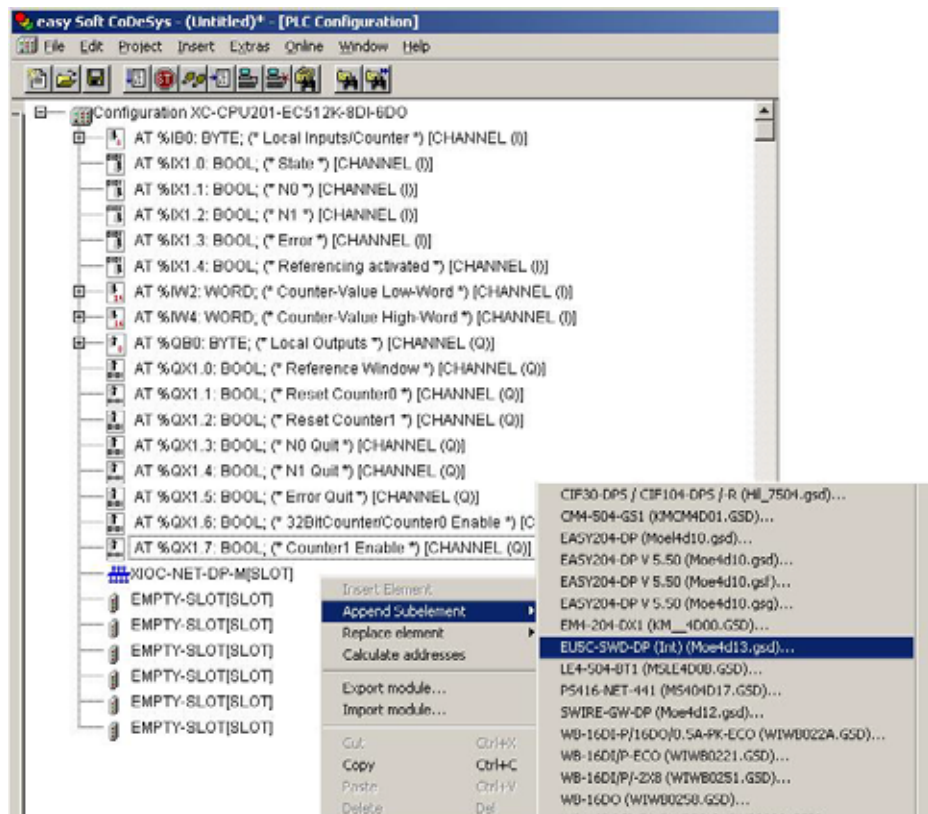 easy Soft CoDeSys - (Untitled)* - [PLC Configuration]
File Edit Project Insert Extras Online Window Help
Configuration XC-CPU201-EC512K-8DI-6DO
AT %IB0: BYTE; (* Local Inputs/Counter *) [CHANNEL (I)]
AT %IX1.0: BOOL; (* State *) [CHANNEL (I)]
AT %IX1.1: BOOL; (* N0 *) [CHANNEL (I)]
AT %IX1.2: BOOL; (* N1 *) [CHANNEL (I)]
AT %IX1.3: BOOL; (* Error *) [CHANNEL (I)]
AT %IX1.4: BOOL; (* Referencing activated *) [CHANNEL (I)]
AT %IW2: WORD; (* Counter-Value Low-Word *) [CHANNEL (I)]
AT %IW4: WORD; (* Counter-Value High-Word *) [CHANNEL (I)]
AT %QB0: BYTE; (* Local Outputs *) [CHANNEL (Q)]
AT %QX1.0: BOOL; (* Reference Window *) [CHANNEL (Q)]
AT %QX1.1: BOOL; (* Reset Counter0 *) [CHANNEL (Q)]
AT %QX1.2: BOOL; (* Reset Counter1 *) [CHANNEL (Q)]
AT %QX1.3: BOOL; (* N0 Quit *) [CHANNEL (Q)]
AT %QX1.4: BOOL; (* N1 Quit *) [CHANNEL (Q)]
AT %QX1.5: BOOL; (* Error Quit *) [CHANNEL (Q)]
AT %QX1.6: BOOL; (* 32BitCounter/Counter0 Enable *) [C
AT %QX1.7: BOOL; (* Counter1 Enable *) [CHANNEL (Q)]
XIOC-NET-DP-M[SLOT]
EMPTY-SLOT[SLOT]
EMPTY-SLOT[SLOT]
EMPTY-SLOT[SLOT]
EMPTY-SLOT[SLOT]
EMPTY-SLOT[SLOT]
EMPTY-SLOT[SLOT]
Insert Element
Append Subelement
Replace element
Calculate addresses
Export module...
Import module...
Cut Ctrl+X
Copy Ctrl+C
Paste Ctrl+V
Delete Del
CIF30-DPS / CIF104-DPS /-R (Hil_7504.gsd)...
CM4-504-GS1 (KMCM4D01.GSD)...
EASY204-DP (Moel4d10.gsd)...
EASY204-DP V 5.50 (Moe4d10.gsd)...
EASY204-DP V 5.50 (Moe4d10.gsf)...
EASY204-DP V 5.50 (Moe4d10.gsg)...
EM4-204-DX1 (KM__4D00.GSD)...
EU5C-SWD-DP (Int) (Moe4d13.gsd)...
LE4-504-BT1 (MSLE4D0B.GSD)...
PS416-NET-441 (MS404D17.GSD)...
SWIRE-GW-DP (Moe4d12.gsd)...
WB-16DI-P/16DO/0.5A-PK-ECO (WIWB022A.GSD)...
WB-16DI/P-ECO (WIWB0221.GSD)...
WB-16DI/P/-2X8 (WIWB0251.GSD)...
WB-16DO (WIWB0258.GSD)...